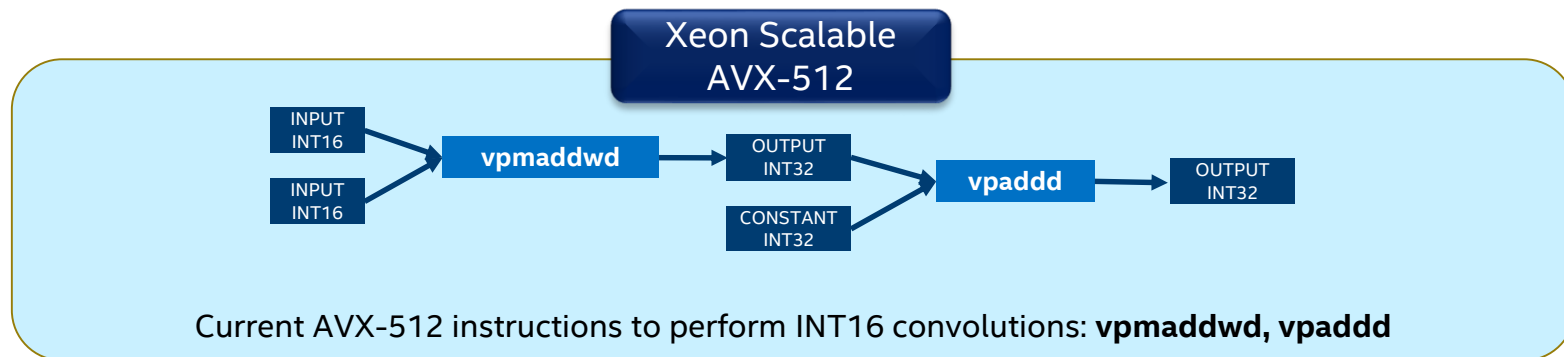 Xeon Scalable
AVX-512
INPUT
INT16
INPUT
INT16
vpmaddwd
OUTPUT
INT32
CONSTANT
INT32
vpaddd
OUTPUT
INT32
Current AVX-512 instructions to perform INT16 convolutions: vpmaddwd, vpaddd